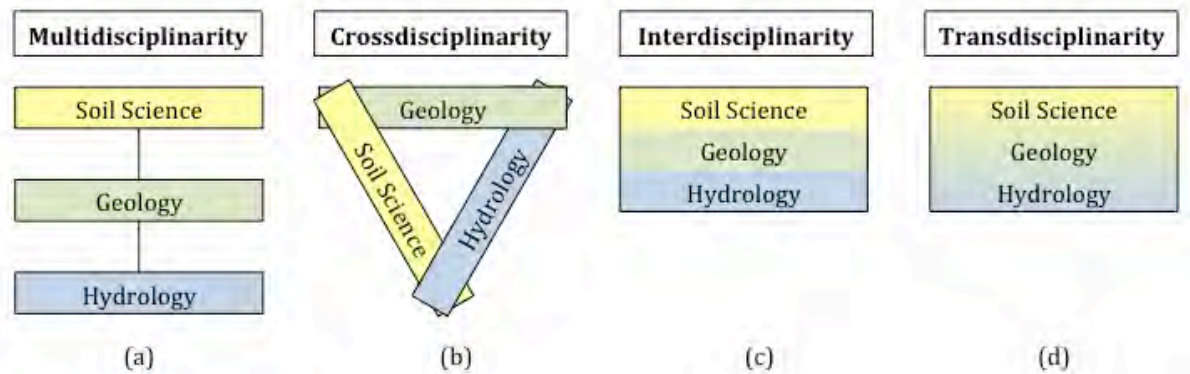 Multidisciplinarity
Crossdisciplinarity
Interdisciplinarity
Transdisciplinarity
Soil Science
Geology
Hydrology
(a)
Geology
Soil Science
Hydrology
(b)
Soil Science
Geology
Hydrology
(c)
Soil Science
Geology
Hydrology
(d)